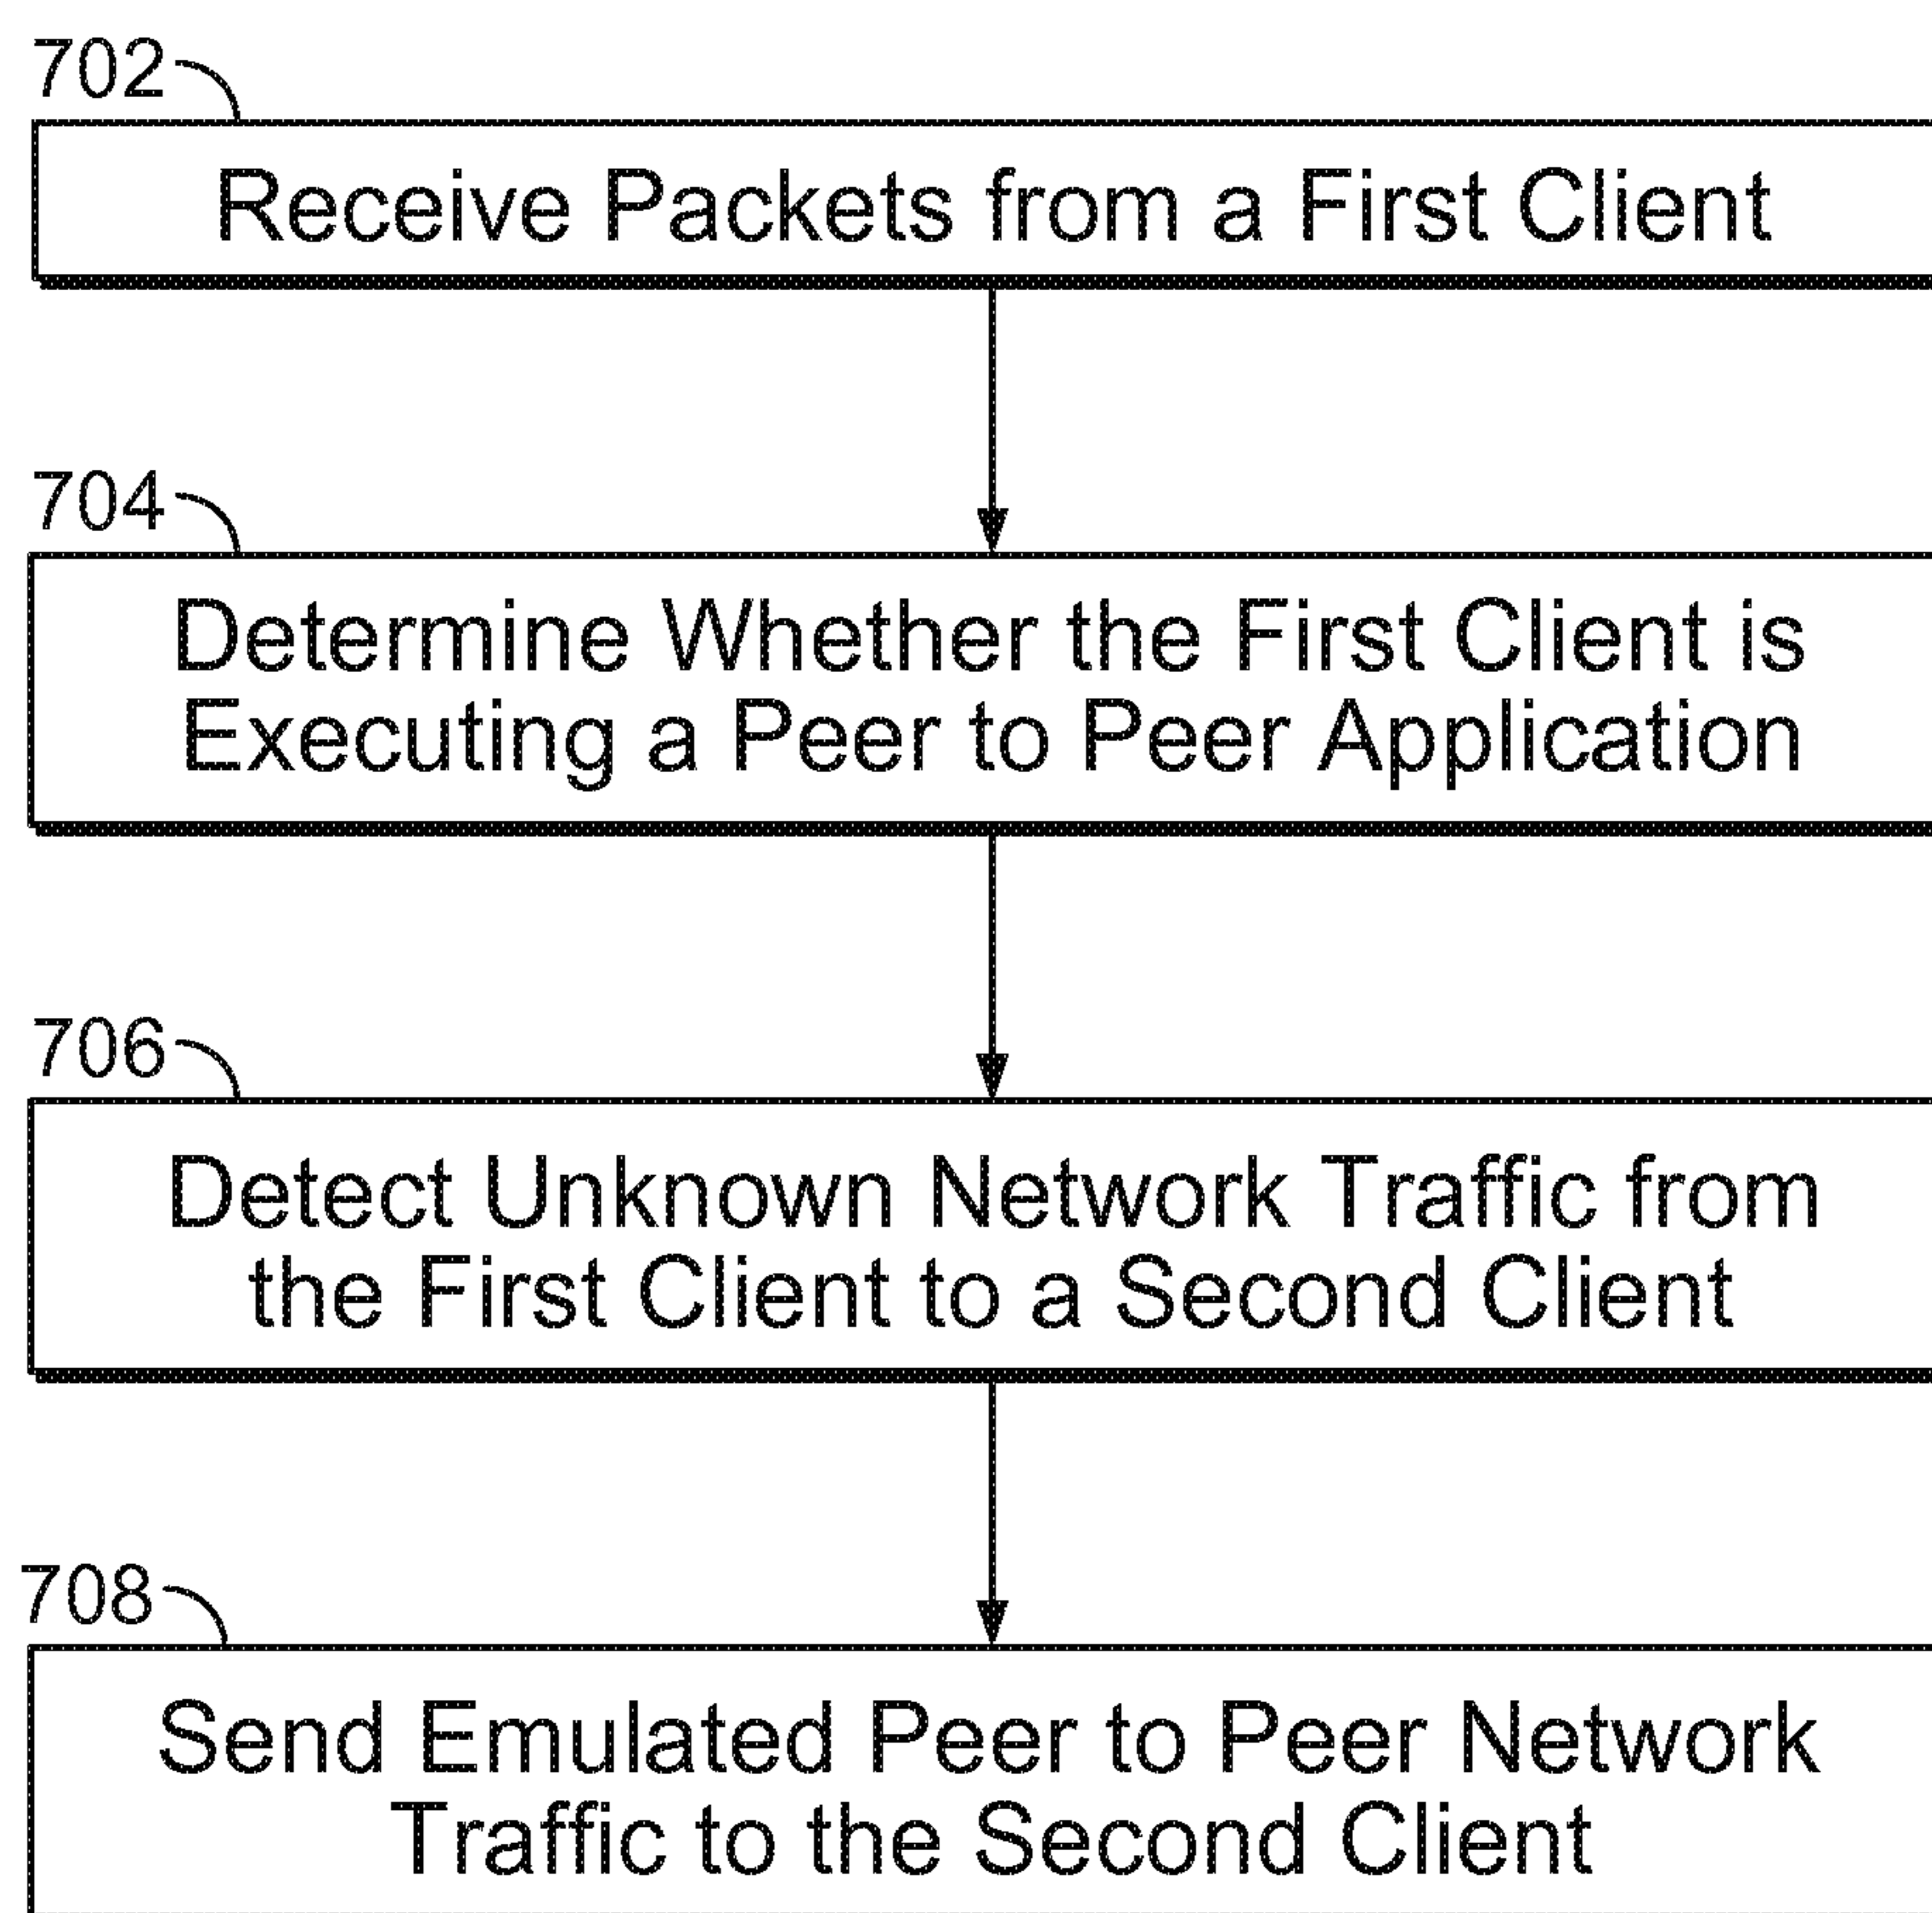 702
Receive Packets from a First Client
704
Determine Whether the First Client is
Executing a Peer to Peer Application
706
Detect Unknown Network Traffic from
the First Client to a Second Client
708
Send Emulated Peer to Peer Network
Traffic to the Second Client